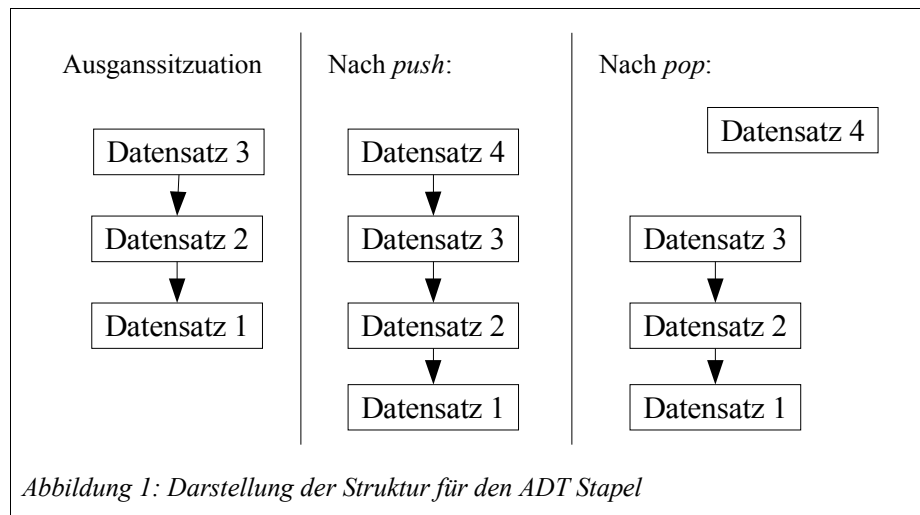 Ausganssitzuation
Datensatz 3
Datensatz 2
Datensatz 1
Nach push:
Datensatz 4
Datensatz 3
Datensatz 2
Datensatz 1
Nach pop:
Datensatz 4
Datensatz 3
Datensatz 2
Datensatz 1
Abbildung 1: Darstellung der Struktur für den ADT Stapel